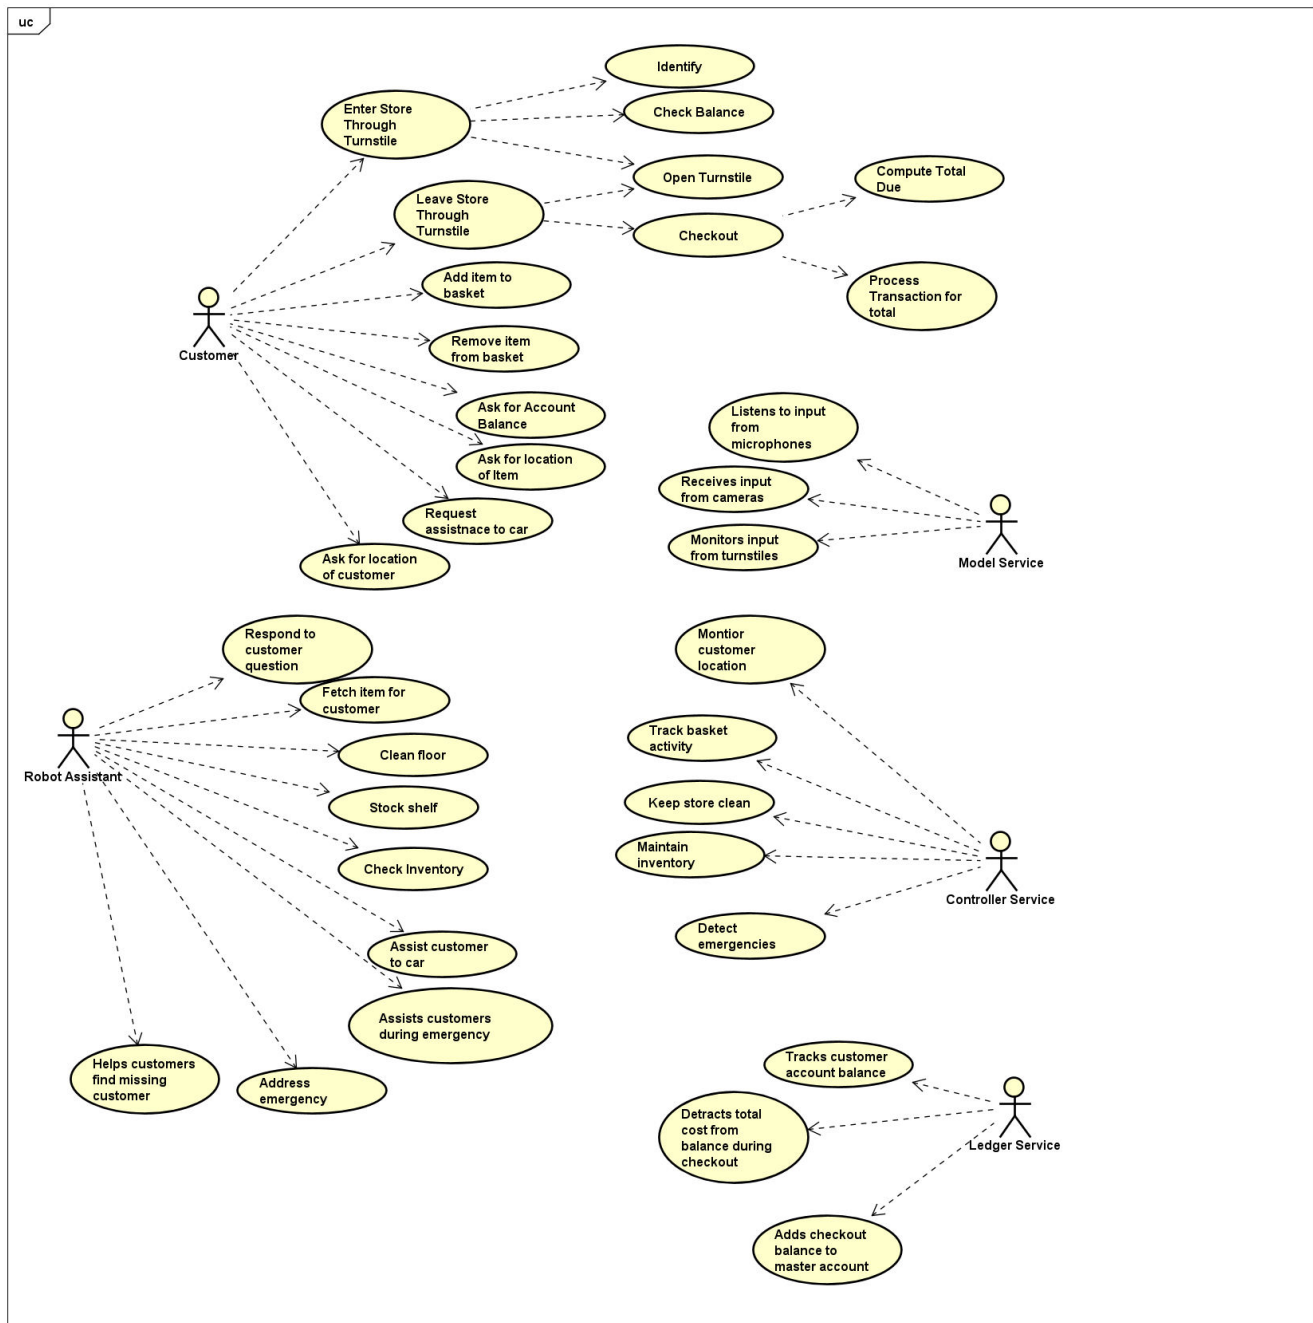 uc
Identify
Enter Store
Through
Turnstile
Check Balance
Open Turnstile
Compute Total
Due
Leave Store
Through
Turnstile
Checkout
Add item to
basket
Process
Transaction for
total
Customer
Remove item
from basket
Ask for Account
Balance
Listens to input
from
microphones
Ask for location
of Item
Receives input
from cameras
Request
assistnace to car
Monitors input
from turnstiles
Model Service
Ask for location
of customer
Respond to
customer
question
Montior
customer
location
Fetch item for
customer
Track basket
activity
Robot Assistant
Clean floor
Stock shelf
Keep store clean
Maintain
inventory
Check Inventory
Controller Service
Detect
emergencies
Assist customer
to car
Assists customers
during emergency
Helps customers
find missing
customer
Address
emergency
Tracks customer
account balance
Detracts total
cost from
balance during
checkout
Ledger Service
Adds checkout
balance to
master account